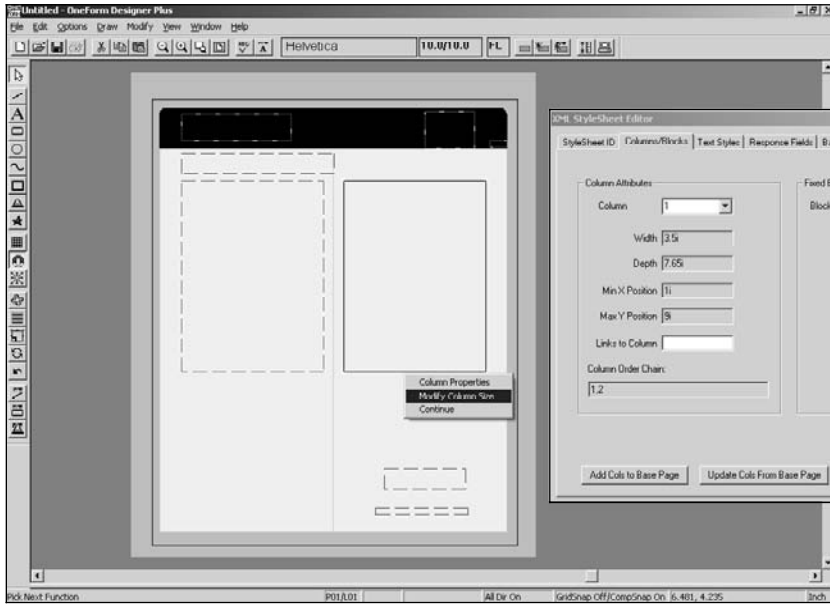 Untitled - OneForm Designer Plus
File Edit Options Draw Modify View Window Help
Helvetica 10.0/10.0 FL
XML StyleSheet Editor
StyleSheet ID Columns/Blocks Text Styles Response Fields
Column Attributes
Column 1
Width 3.5i
Depth 7.65i
Min X Position 1i
Max Y Position 9i
Links to Column
Column Order Chain:
1,2
Add Cols to Base Page Update Cols From Base Page
Fixed
Block
Column Properties
Modify Column Size
Continue
Pick Next Function P01/L01 All Dir On GridSnap Off/CompSnap On 6.481, 4.235 Inch